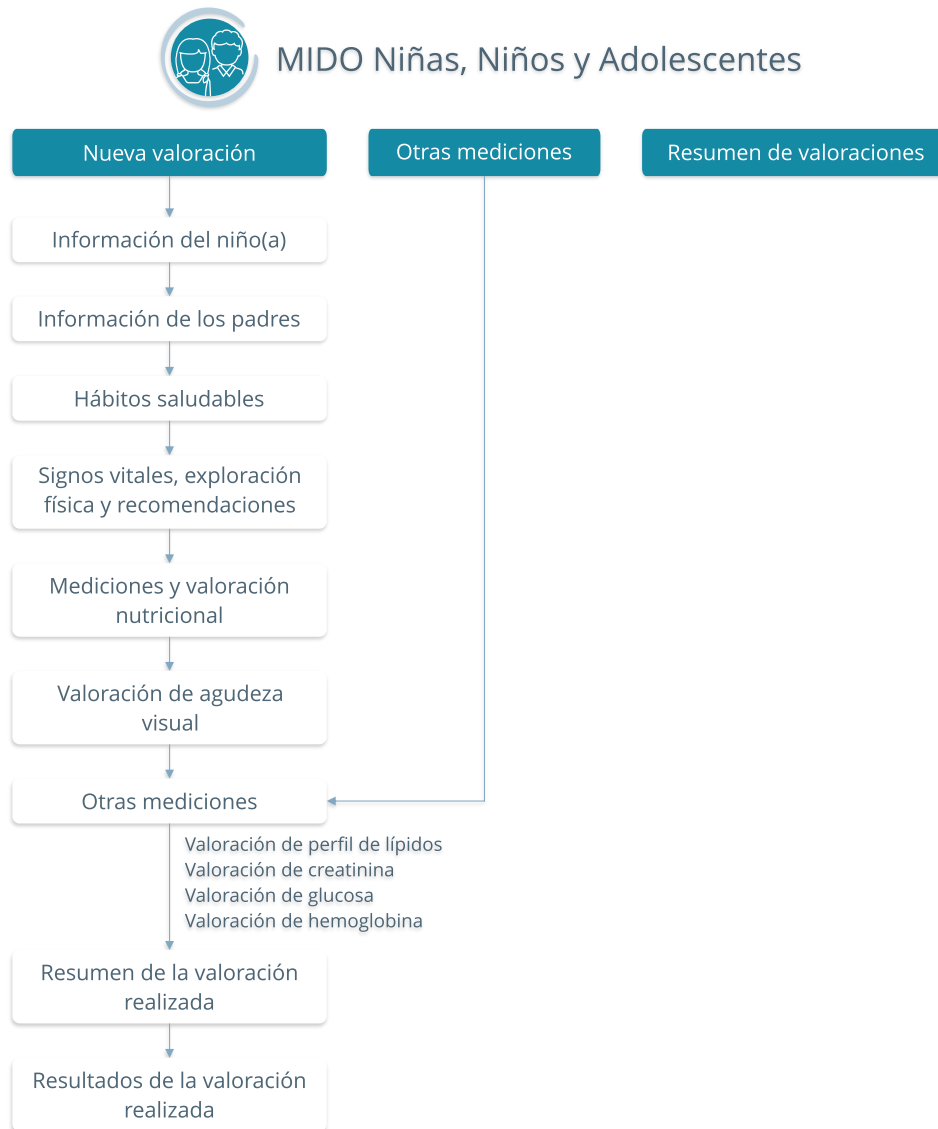 MIDO Niñas, Niños y Adolescentes
Nueva valoración
Otras mediciones
Resumen de valoraciones
Información del niño(a)
Información de los padres
Hábitos saludables
Signos vitales, exploración
física y recomendaciones
Mediciones y valoración
nutricional
Valoración de agudeza
visual
Otras mediciones
Valoración de perfil de lípidos
Valoración de creatinina
Valoración de glucosa
Valoración de hemoglobina
Resumen de la valoración
realizada
Resultados de la valoración
realizada